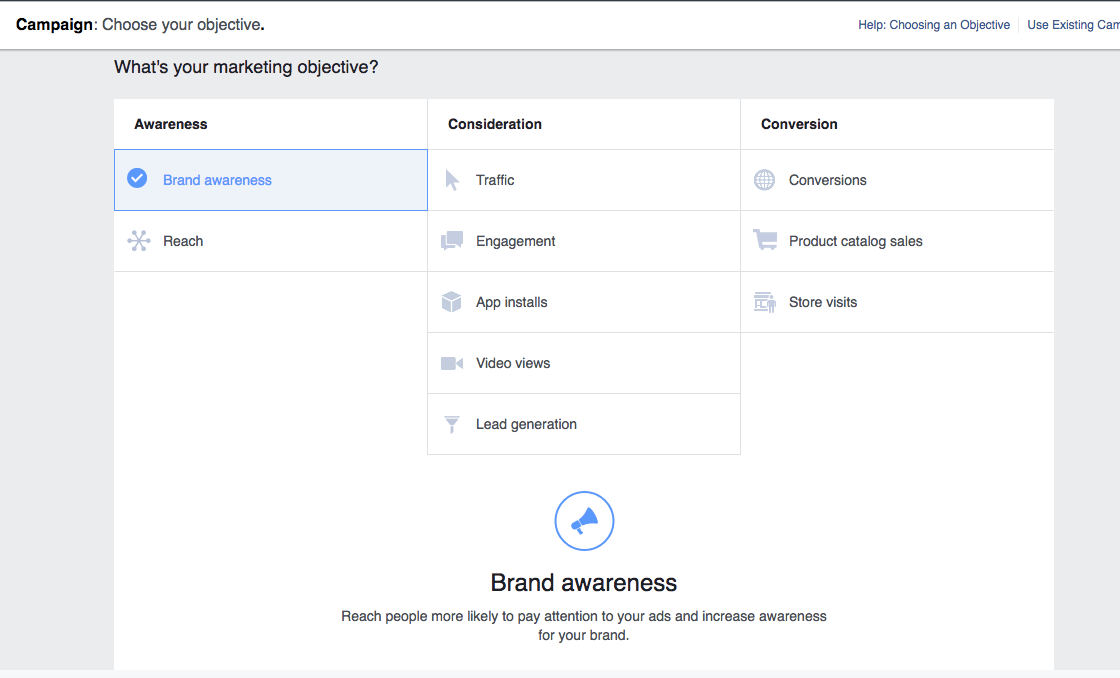 Campaign: Choose your objective.
Help: Choosing an Objective
Use Existing Cam
What's your marketing objective?
Awareness
Consideration
Conversion
Brand awareness
Traffic
Conversions
Reach
Engagement
Product catalog sales
App installs
Store visits
Video views
Lead generation
Brand awareness
Reach people more likely to pay attention to your ads and increase awareness
for your brand.